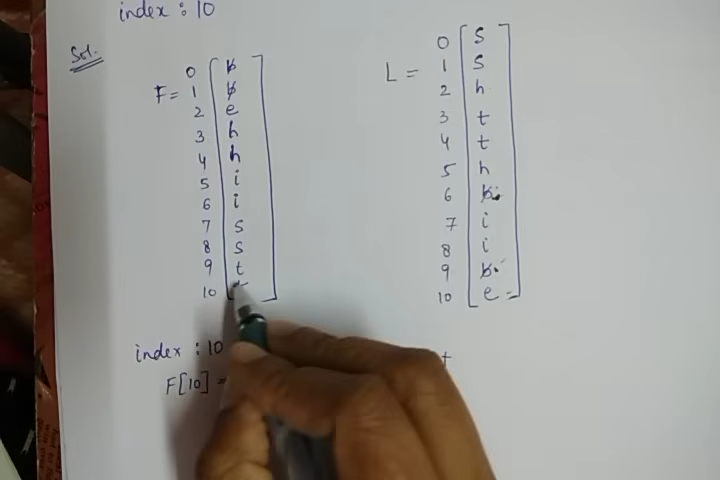 index : 10
Sol.
F =
0 b̸
1 b̸
2 e
3 h
4 h
5 i
6 i
7 s
8 s
9 t
10
L =
0 s
1 s
2 h
3 t
4 t
5 h
6 b̸
7 i
8 i
9 b̸
10 e
index : 10
F[10] =
t